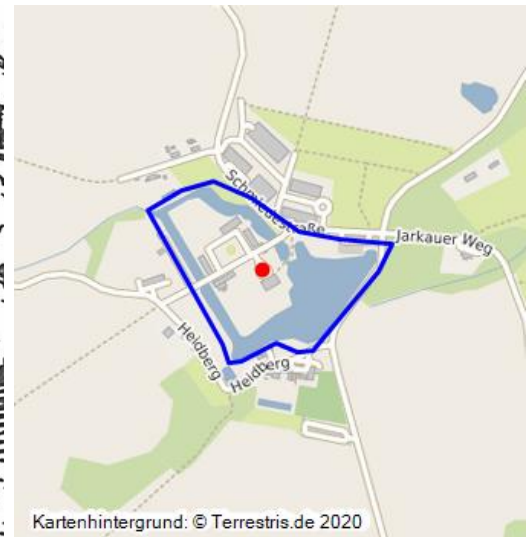 Schmiedestraße
Jarkauer Weg
Heldberg
Heldberg
Kartenhintergrund: © Terrestris.de 2020